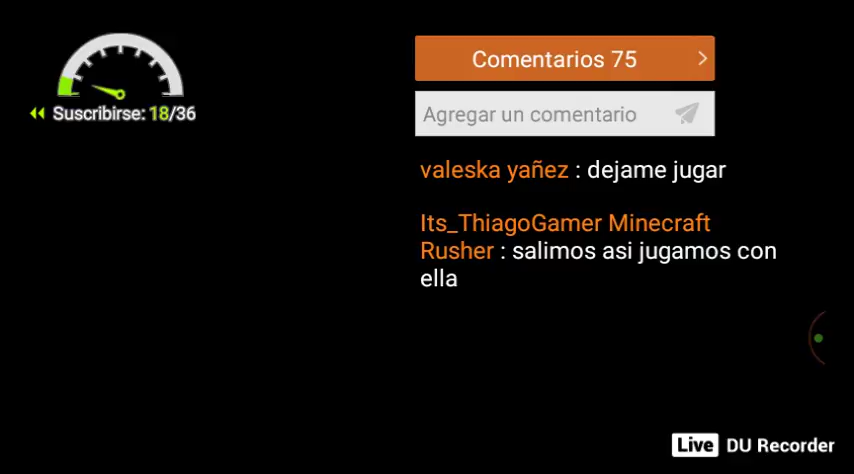 Comentarios 75
Suscribirse: 18/36
Agregar un comentario
valeska yañez : dejame jugar
Its_ThiagoGamer Minecraft
Rusher : salimos asi jugamos con
ella
Live DU Recorder